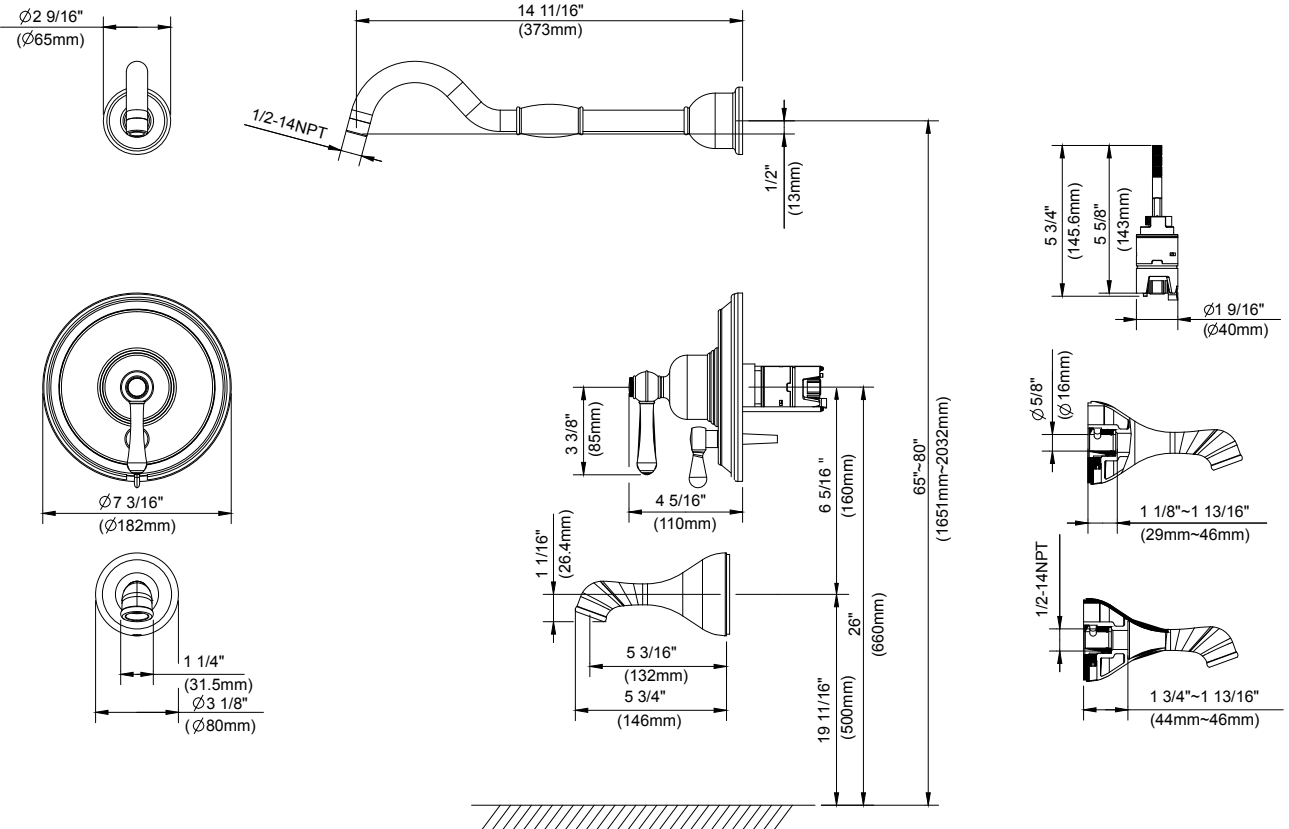 Ø2 9/16"
(Ø65mm)
14 11/16"
(373mm)
1/2-14NPT
1/2"
(13mm)
5 3/4"
(145.6mm)
5 5/8"
(143mm)
Ø1 9/16"
(Ø40mm)
Ø7 3/16"
(Ø182mm)
3 3/8"
(85mm)
4 5/16"
(110mm)
6 5/16"
(160mm)
65"~80"
(1651mm~2032mm)
Ø5/8"
(Ø16mm)
1 1/8"~1 13/16"
(29mm~46mm)
1 1/16"
(26.4mm)
1 1/4"
(31.5mm)
Ø3 1/8"
(Ø80mm)
5 3/16"
(132mm)
5 3/4"
(146mm)
19 11/16"
(500mm)
26"
(660mm)
1/2-14NPT
1 3/4"~1 13/16"
(44mm~46mm)